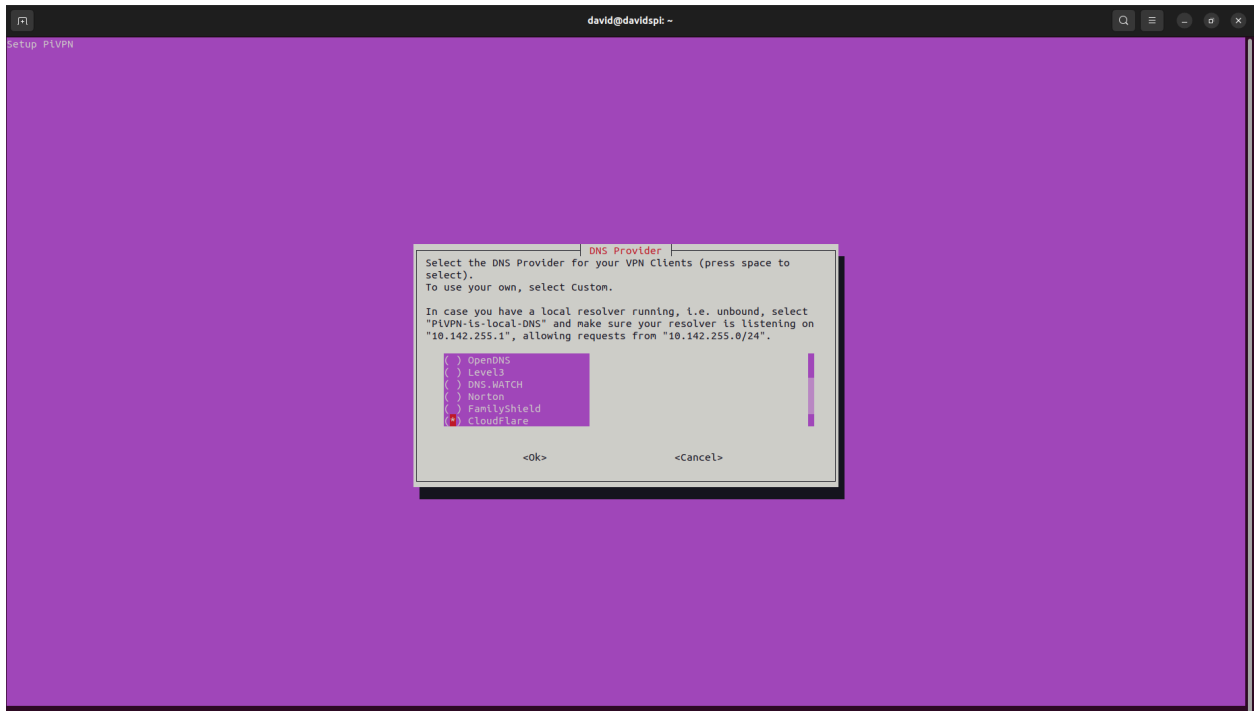 david@davidspi: ~
Setup PiVPN
DNS Provider
Select the DNS Provider for your VPN Clients (press space to
select).
To use your own, select Custom.
In case you have a local resolver running, i.e. unbound, select
"PiVPN-is-local-DNS" and make sure your resolver is listening on
"10.142.255.1", allowing requests from "10.142.255.0/24".
( ) OpenDNS
( ) Level3
( ) DNS.WATCH
( ) Norton
( ) FamilyShield
(*) CloudFlare
<Ok> <Cancel>